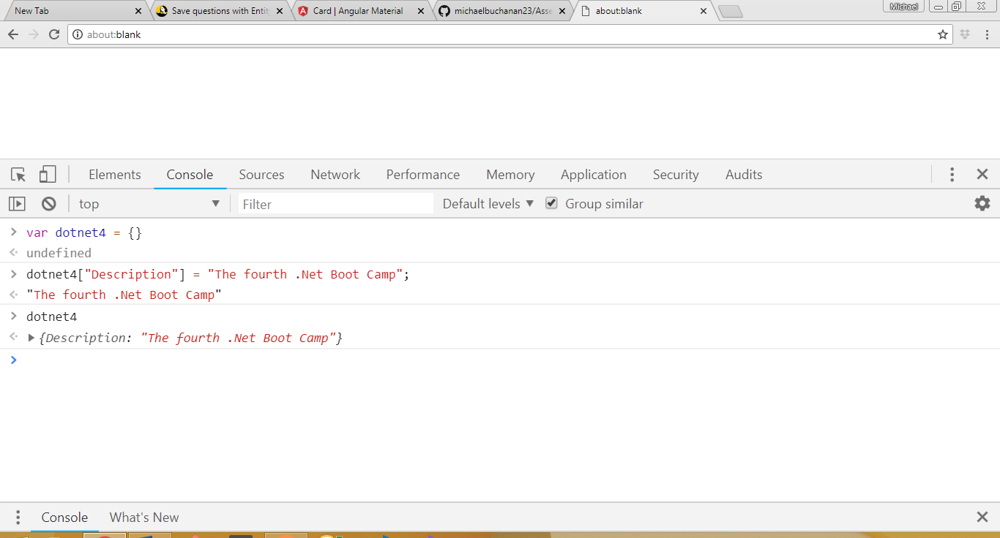 New Tab
Save questions with Entit
Card | Angular Material
michaelbuchanan23/Asse
about:blank
Michael
about:blank
Elements Console Sources Network Performance Memory Application Security Audits
top Filter Default levels Group similar
var dotnet4 = {}
undefined
dotnet4["Description"] = "The fourth .Net Boot Camp";
"The fourth .Net Boot Camp"
dotnet4
{Description: "The fourth .Net Boot Camp"}
Console What's New